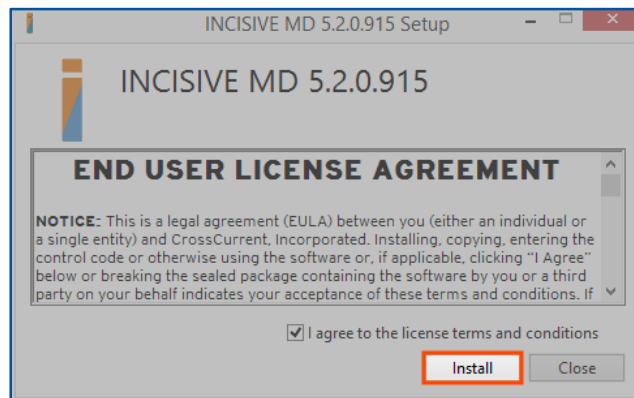 INCISIVE MD 5.2.0.915 Setup
INCISIVE MD 5.2.0.915
END USER LICENSE AGREEMENT
NOTICE: This is a legal agreement (EULA) between you (either an individual or
a single entity) and CrossCurrent, Incorporated. Installing, copying, entering the
control code or otherwise using the software or, if applicable, clicking “I Agree”
below or breaking the sealed package containing the software by you or a third
party on your behalf indicates your acceptance of these terms and conditions. If
I agree to the license terms and conditions
Install Close